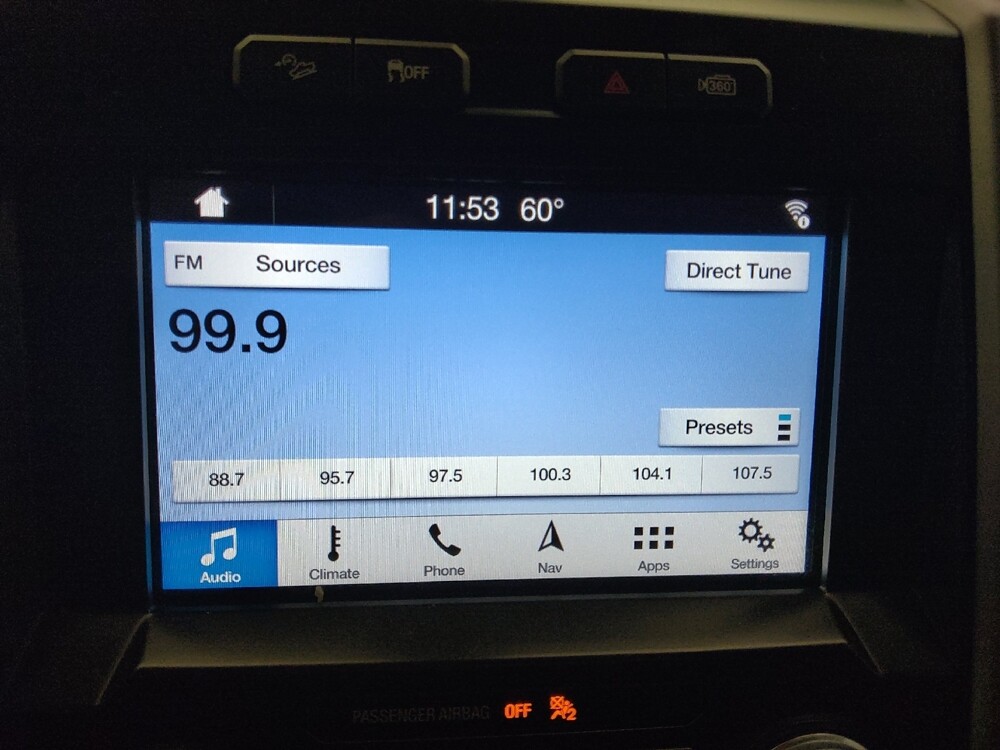 OFF 360°
11:53 60°
FM Sources Direct Tune
99.9
Presets
88.7 95.7 97.5 100.3 104.1 107.5
Audio Climate Phone Nav Apps Settings
PASSENGER AIRBAG OFF 2